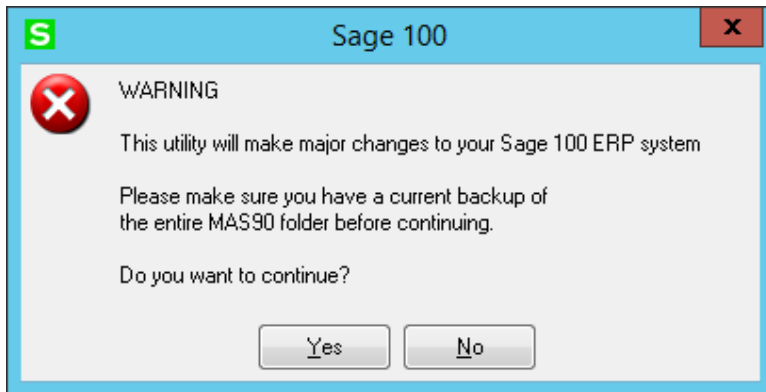 S
Sage 100
x
WARNING
This utility will make major changes to your Sage 100 ERP system
Please make sure you have a current backup of
the entire MAS90 folder before continuing.
Do you want to continue?
Yes
No